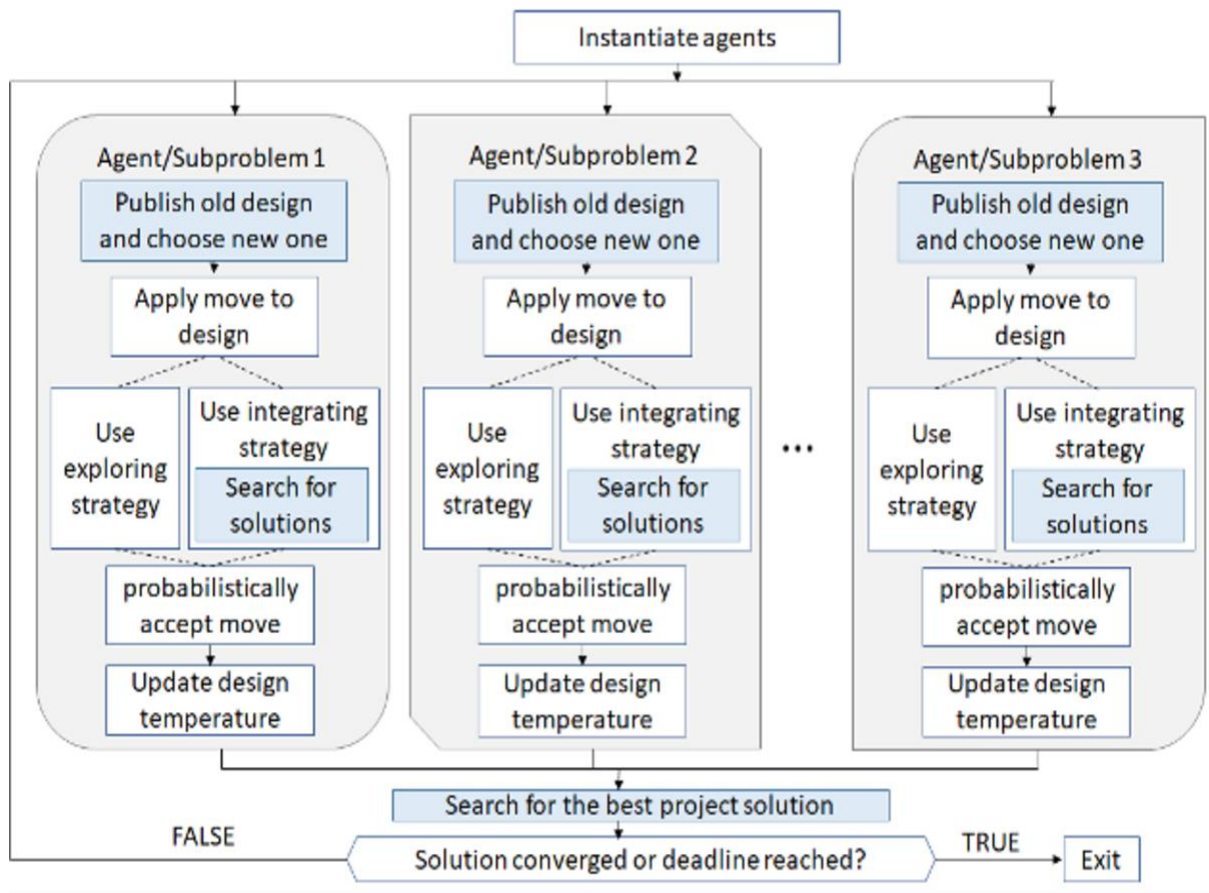 Instantiate agents
Agent/Subproblem 1
Publish old design
and choose new one
Apply move to
design
Use
exploring
strategy
Use integrating
strategy
Search for
solutions
probabilistically
accept move
Update design
temperature
Agent/Subproblem 2
Publish old design
and choose new one
Apply move to
design
Use
exploring
strategy
Use integrating
strategy
Search for
solutions
probabilistically
accept move
Update design
temperature
...
Agent/Subproblem 3
Publish old design
and choose new one
Apply move to
design
Use
exploring
strategy
Use integrating
strategy
Search for
solutions
probabilistically
accept move
Update design
temperature
Search for the best project solution
FALSE
Solution converged or deadline reached?
TRUE
Exit